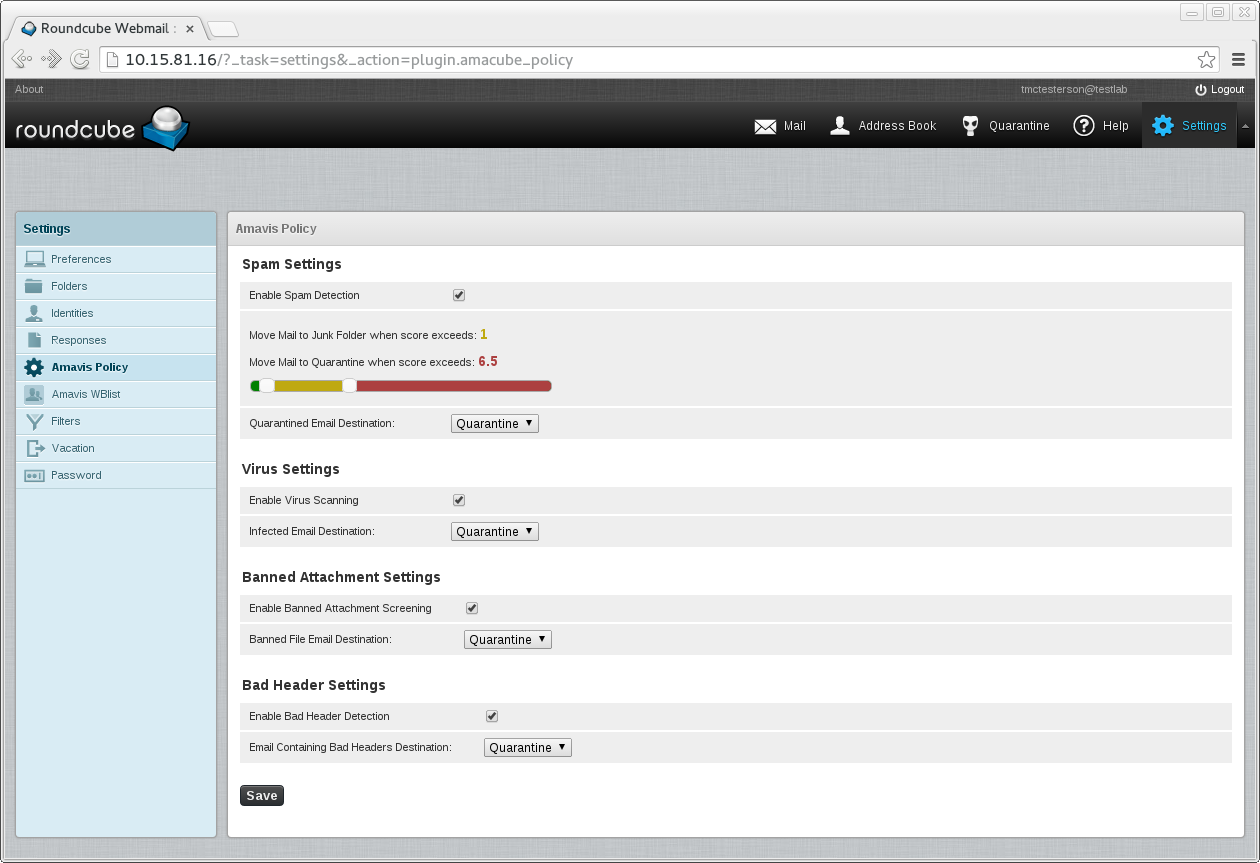 Roundcube Webmail :
10.15.81.16/?_task=settings&_action=plugin.amacube_policy
About tmctesterson@testlab Logout
roundcube Mail Address Book Quarantine Help Settings
Settings
Preferences
Folders
Identities
Responses
Amavis Policy
Amavis WBlist
Filters
Vacation
Password
Amavis Policy
Spam Settings
Enable Spam Detection
Move Mail to Junk Folder when score exceeds: 1
Move Mail to Quarantine when score exceeds: 6.5
Quarantined Email Destination: Quarantine
Virus Settings
Enable Virus Scanning
Infected Email Destination: Quarantine
Banned Attachment Settings
Enable Banned Attachment Screening
Banned File Email Destination: Quarantine
Bad Header Settings
Enable Bad Header Detection
Email Containing Bad Headers Destination: Quarantine
Save